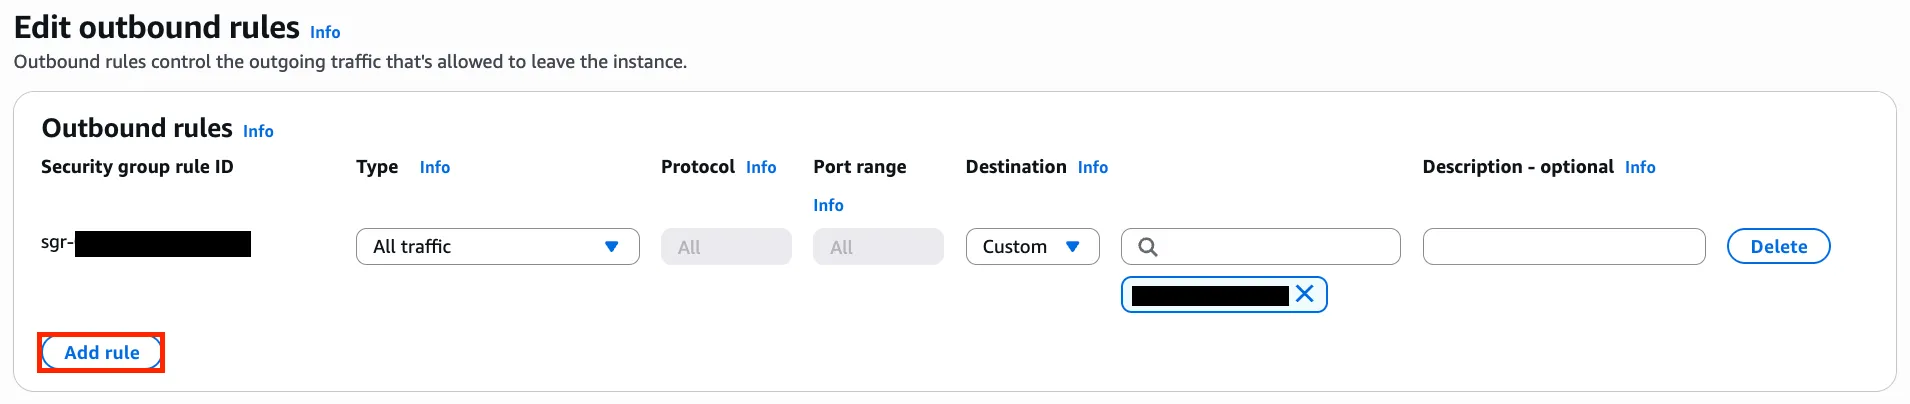 Edit outbound rules Info
Outbound rules control the outgoing traffic that's allowed to leave the instance.
Outbound rules Info
Security group rule ID Type Info Protocol Info Port range Info Destination Info Description - optional Info
sgr- All traffic All All Custom Delete
Add rule